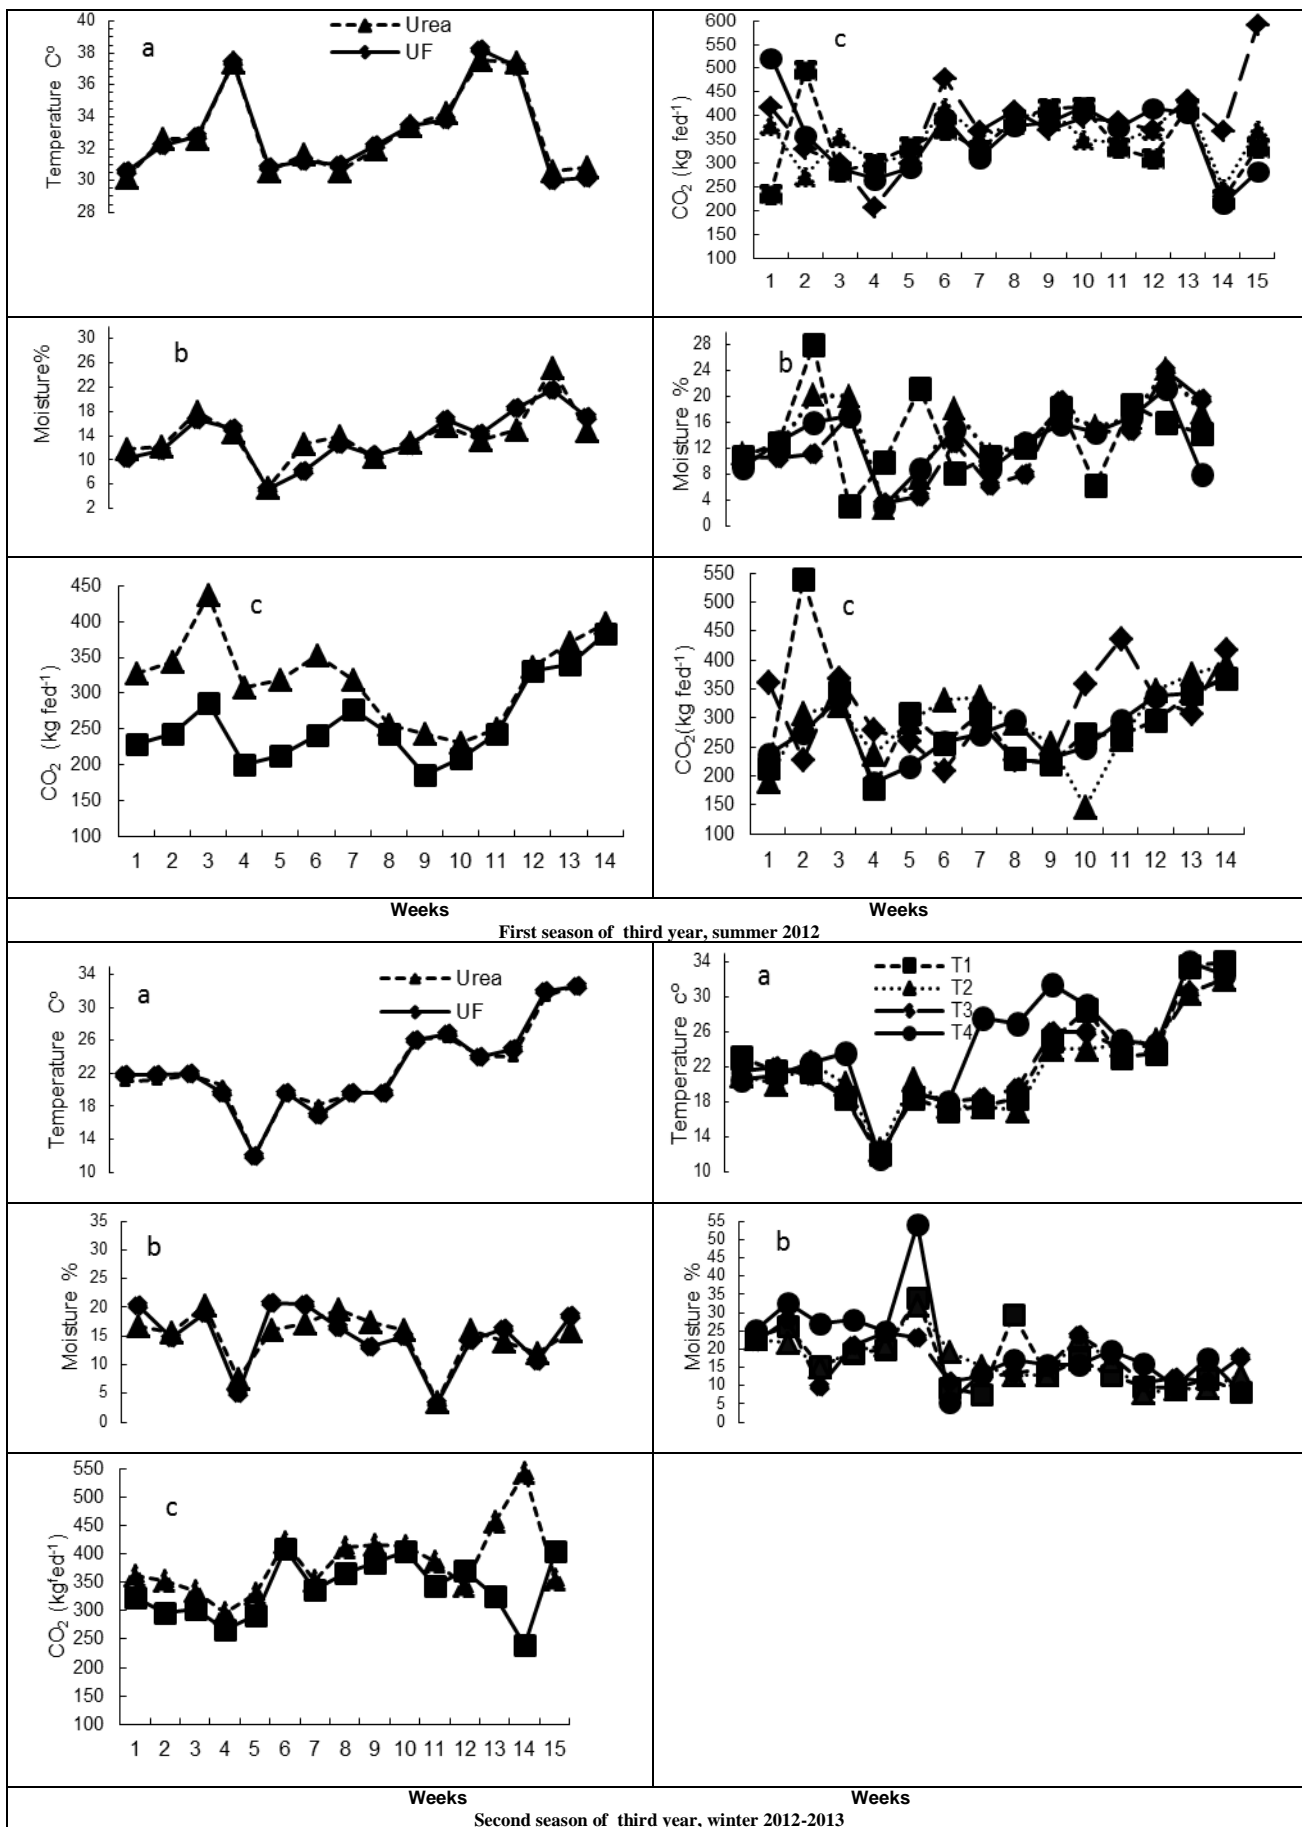 40
38
36
34
32
30
28
Temperature C°
a
Urea
UF
600
550
500
450
400
350
300
250
200
150
100
CO₂ (kg fed⁻¹)
c
1 2 3 4 5 6 7 8 9 10 11 12 13 14 15
30
26
22
18
14
10
6
2
Moisture%
b
28
24
20
16
12
8
4
0
Moisture %
b
450
400
350
300
250
200
150
100
CO₂ (kg fed⁻¹)
c
1 2 3 4 5 6 7 8 9 10 11 12 13 14
550
500
450
400
350
300
250
200
150
100
CO₂(kg fed⁻¹)
c
1 2 3 4 5 6 7 8 9 10 11 12 13 14
Weeks Weeks
First season of third year, summer 2012
34
30
26
22
18
14
10
Temperature C°
a
Urea
UF
34
30
26
22
18
14
10
Temperature c°
a
T1
T2
T3
T4
35
30
25
20
15
10
5
0
Moisture %
b
55
50
45
40
35
30
25
20
15
10
5
0
Moisture %
b
550
500
450
400
350
300
250
200
150
100
CO₂ (kgfed⁻¹)
c
1 2 3 4 5 6 7 8 9 10 11 12 13 14 15
Weeks Weeks
Second season of third year, winter 2012-2013